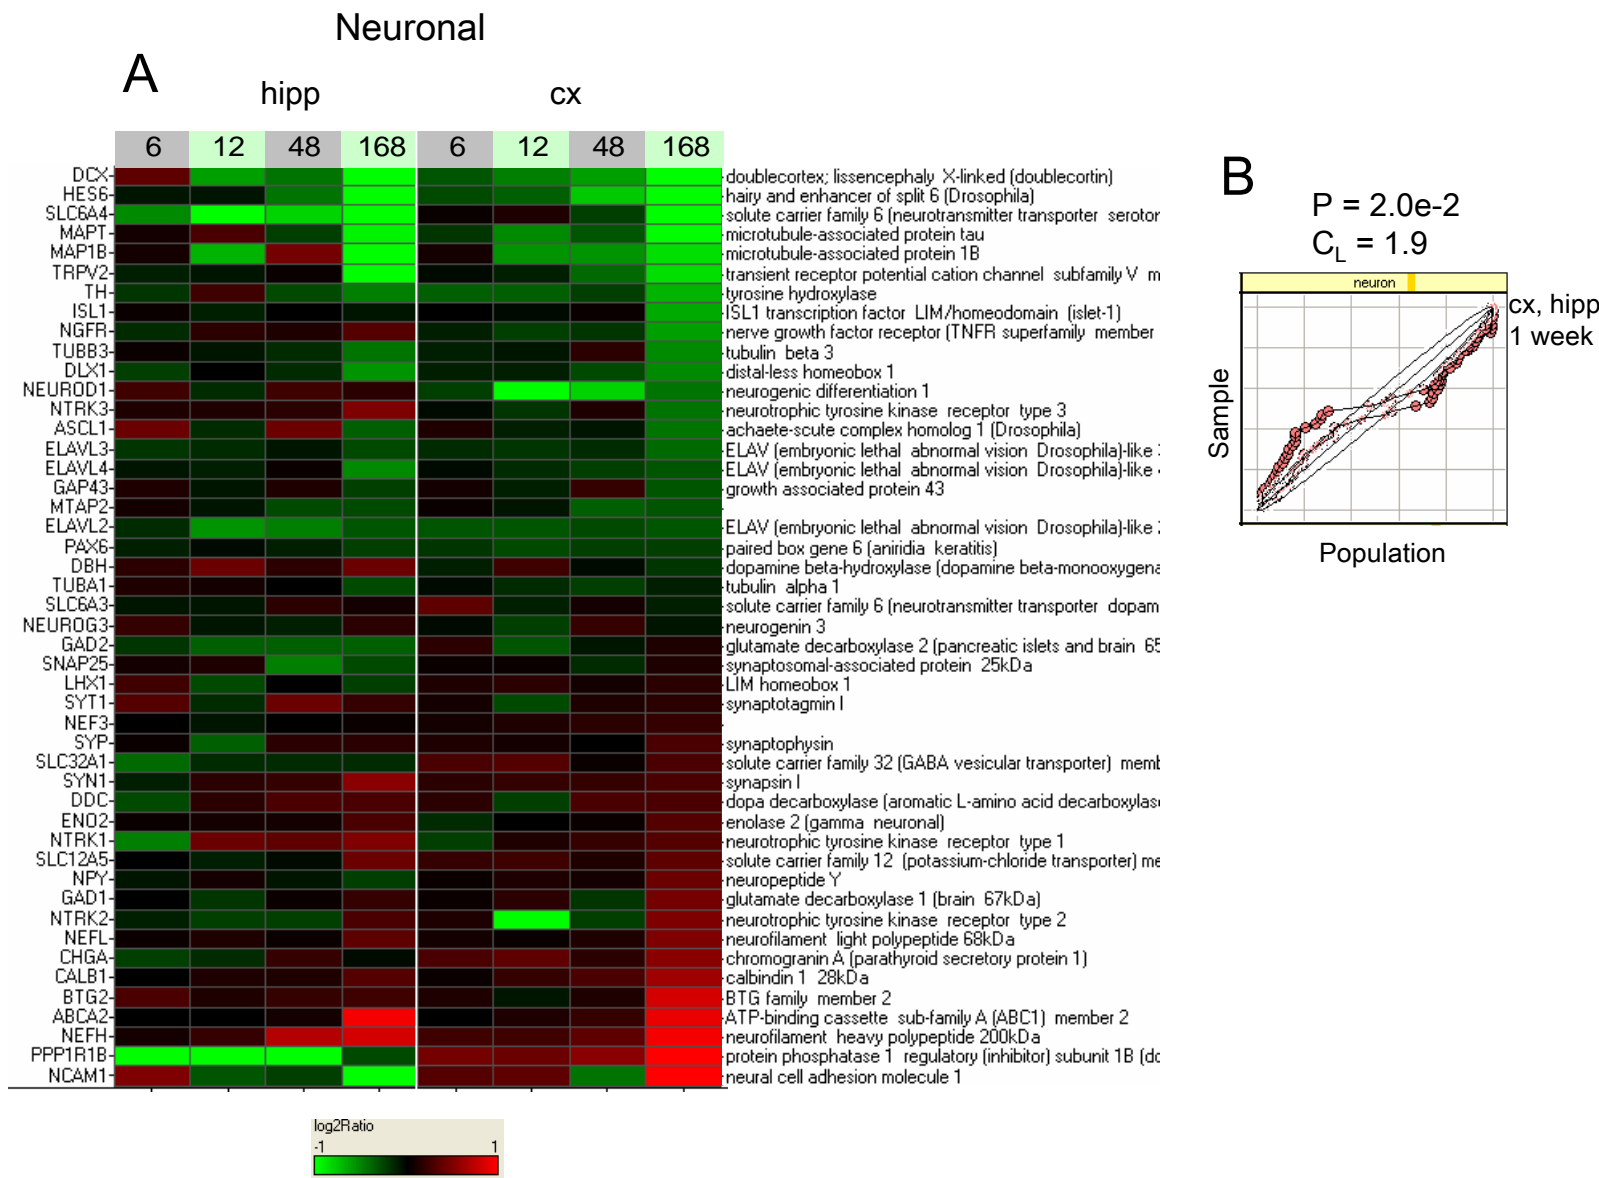 Neuronal
A
hipp cx
6 12 48 168 6 12 48 168
DCX doublecortex; lissencephaly X-linked (doublecortin)
HES6 hairy and enhancer of split 6 (Drosophila)
SLC6A4 solute carrier family 6 (neurotransmitter transporter serotor
MAPT microtubule-associated protein tau
MAP1B microtubule-associated protein 1B
TRPV2 transient receptor potential cation channel subfamily V m
TH tyrosine hydroxylase
ISL1 ISL1 transcription factor LIM/homeodomain (islet-1)
NGFR nerve growth factor receptor (TNFR superfamily member
TUBB3 tubulin beta 3
DLX1 distal-less homeobox 1
NEUROD1 neurogenic differentiation 1
NTRK3 neurotrophic tyrosine kinase receptor type 3
ASCL1 achaete-scute complex homolog 1 (Drosophila)
ELAVL3 ELAV (embryonic lethal abnormal vision Drosophila)-like
ELAVL4 ELAV (embryonic lethal abnormal vision Drosophila)-like
GAP43 growth associated protein 43
MTAP2
ELAVL2 ELAV (embryonic lethal abnormal vision Drosophila)-like
PAX6 paired box gene 6 (aniridia keratitis)
DBH dopamine beta-hydroxylase (dopamine beta-monooxygena
TUBA1 tubulin alpha 1
SLC6A3 solute carrier family 6 (neurotransmitter transporter dopam
NEUROG3 neurogenin 3
GAD2 glutamate decarboxylase 2 (pancreatic islets and brain 65
SNAP25 synaptosomal-associated protein 25kDa
LHX1 LIM homeobox 1
SYT1 synaptotagmin I
NEF3
SYP synaptophysin
SLC32A1 solute carrier family 32 (GABA vesicular transporter) memb
SYN1 synapsin I
DDC dopa decarboxylase (aromatic L-amino acid decarboxylas
ENO2 enolase 2 (gamma neuronal)
NTRK1 neurotrophic tyrosine kinase receptor type 1
SLC12A5 solute carrier family 12 (potassium-chloride transporter) me
NPY neuropeptide Y
GAD1 glutamate decarboxylase 1 (brain 67kDa)
NTRK2 neurotrophic tyrosine kinase receptor type 2
NEFL neurofilament light polypeptide 68kDa
CHGA chromogranin A (parathyroid secretory protein 1)
CALB1 calbindin 1 28kDa
BTG2 BTG family member 2
ABCA2 ATP-binding cassette sub-family A (ABC1) member 2
NEFH neurofilament heavy polypeptide 200kDa
PPP1R1B protein phosphatase 1 regulatory (inhibitor) subunit 1B (do
NCAM1 neural cell adhesion molecule 1
log2Ratio
-1 1
B
P = 2.0e-2
CL = 1.9
neuron
cx, hipp
1 week
Sample
Population